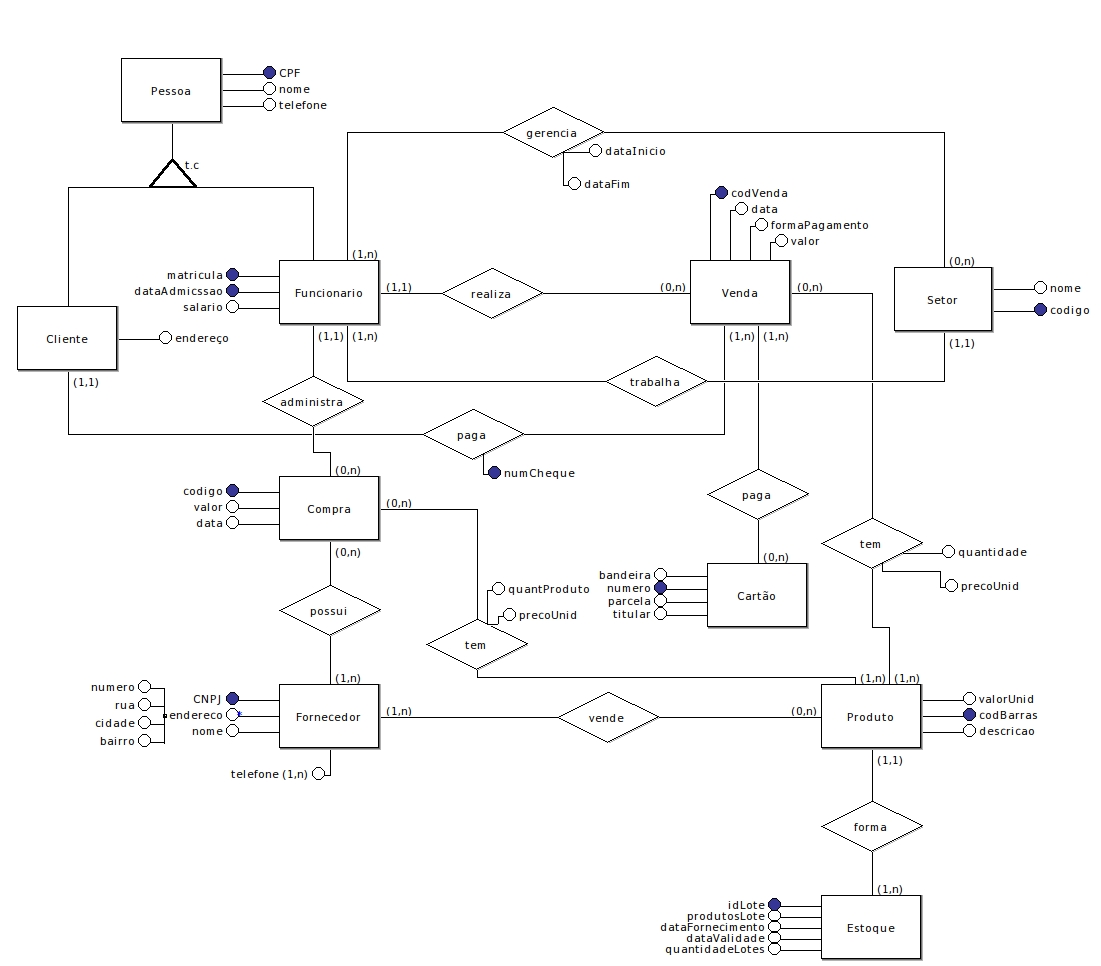 Pessoa
CPF
nome
telefone
t.c
gerencia
dataInicio
dataFim
codVenda
data
formaPagamento
valor
(1,n)
(0,n)
matricula
dataAdmicssao
salario
Funcionario
(1,1)
realiza
(0,n)
Venda
(0,n)
Setor
nome
codigo
Cliente
endereço
(1,1)
(1,1)
(1,n)
(1,n)
(1,n)
(1,1)
trabalha
administra
paga
numCheque
(0,n)
codigo
valor
data
Compra
(0,n)
(0,n)
paga
(0,n)
tem
quantidade
precoUnid
bandeira
numero
parcela
titular
Cartão
possui
quantProduto
precoUnid
tem
(1,n)
(1,n)
(1,n)
numero
rua
cidade
bairro
CNPJ
endereco
*
nome
Fornecedor
(1,n)
vende
(0,n)
Produto
valorUnid
codBarras
descricao
telefone (1,n)
(1,1)
forma
(1,n)
idLote
produtosLote
dataFornecimento
dataValidade
quantidadeLotes
Estoque